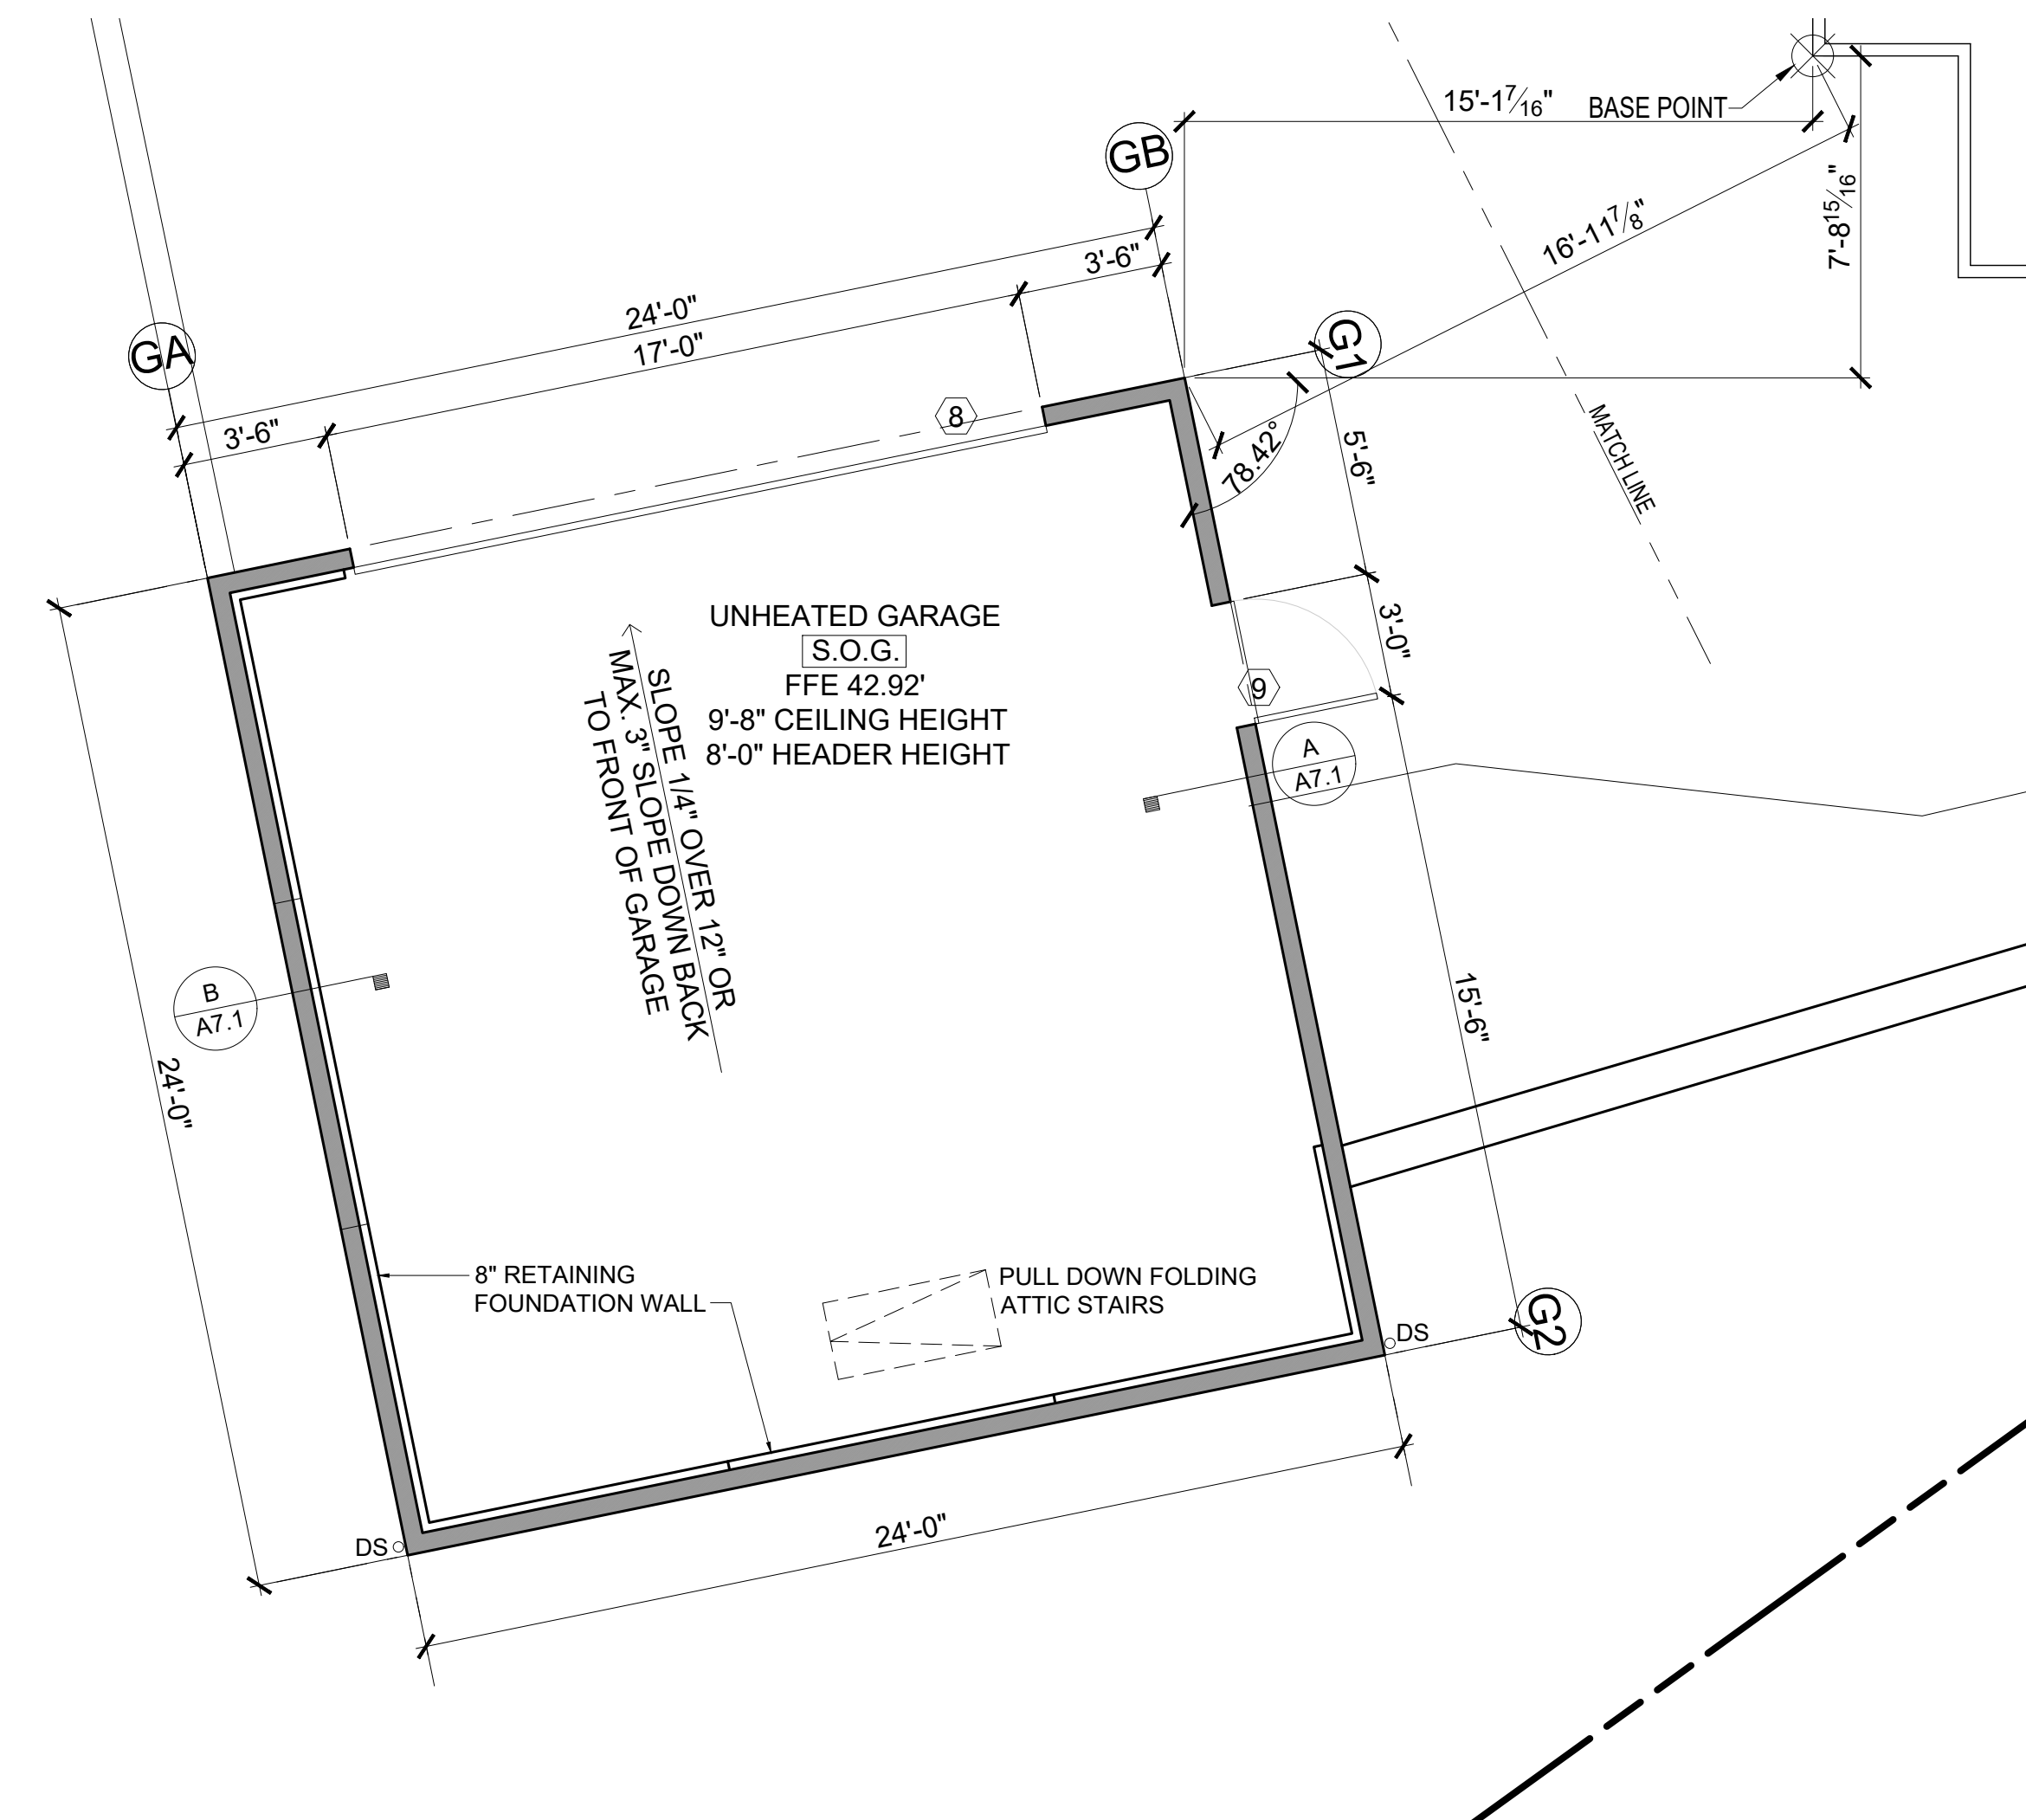 15'-1 7/16"
BASE POINT
GB
7'-8 15/16"
16'-11 7/8"
3'-6"
24'-0"
17'-0"
GA
G1
3'-6"
8
78.42°
5'-6"
MATCH LINE
UNHEATED GARAGE
S.O.G.
FFE 42.92'
9'-8" CEILING HEIGHT
8'-0" HEADER HEIGHT
3'-0"
9
SLOPE 1/4" OVER 12" OR
MAX. 3" SLOPE DOWN BACK
TO FRONT OF GARAGE
A
A7.1
B
A7.1
15'-6"
24'-0"
8" RETAINING
FOUNDATION WALL
PULL DOWN FOLDING
ATTIC STAIRS
G2
DS
DS
24'-0"